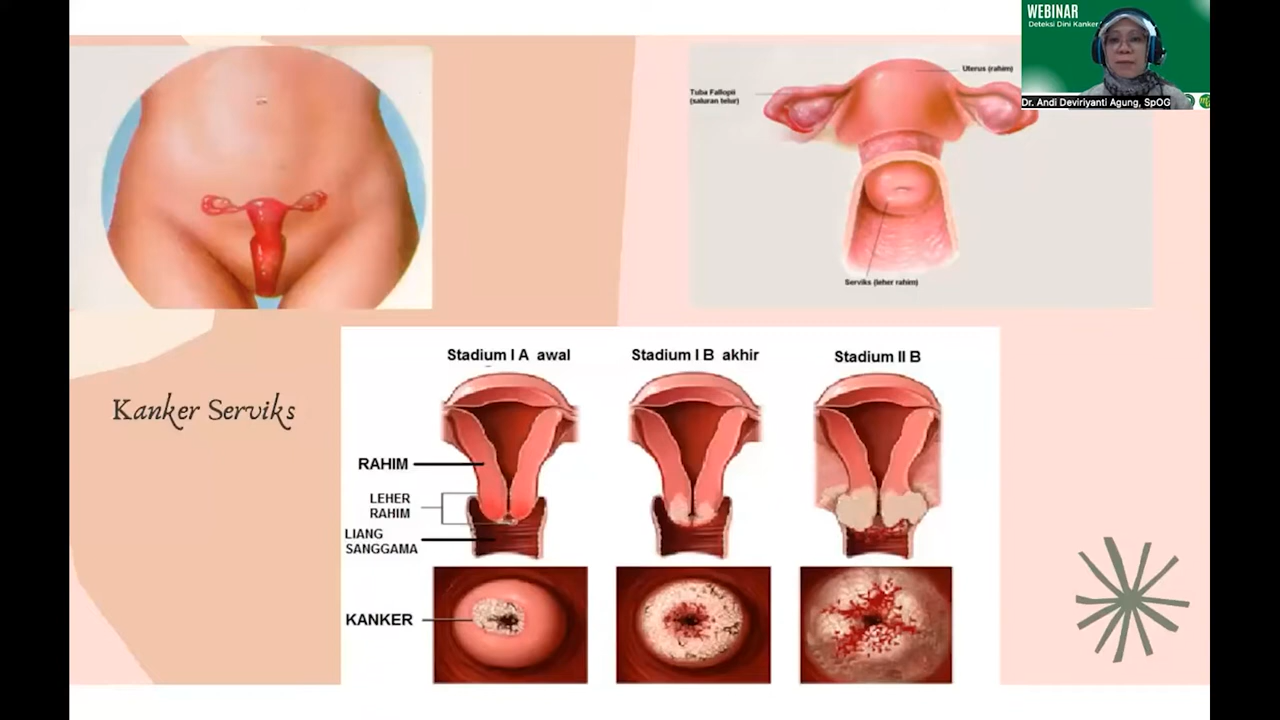 WEBINAR
Deteksi Dini Kanker
Dr. Andi Deviriyanti Agung, SpOG
Uterus (rahim)
Tuba Fallopii
(saluran telur)
Serviks (leher rahim)
Kanker Serviks
Stadium I A awal
Stadium I B akhir
Stadium II B
RAHIM
LEHER
RAHIM
LIANG
SANGGAMA
KANKER